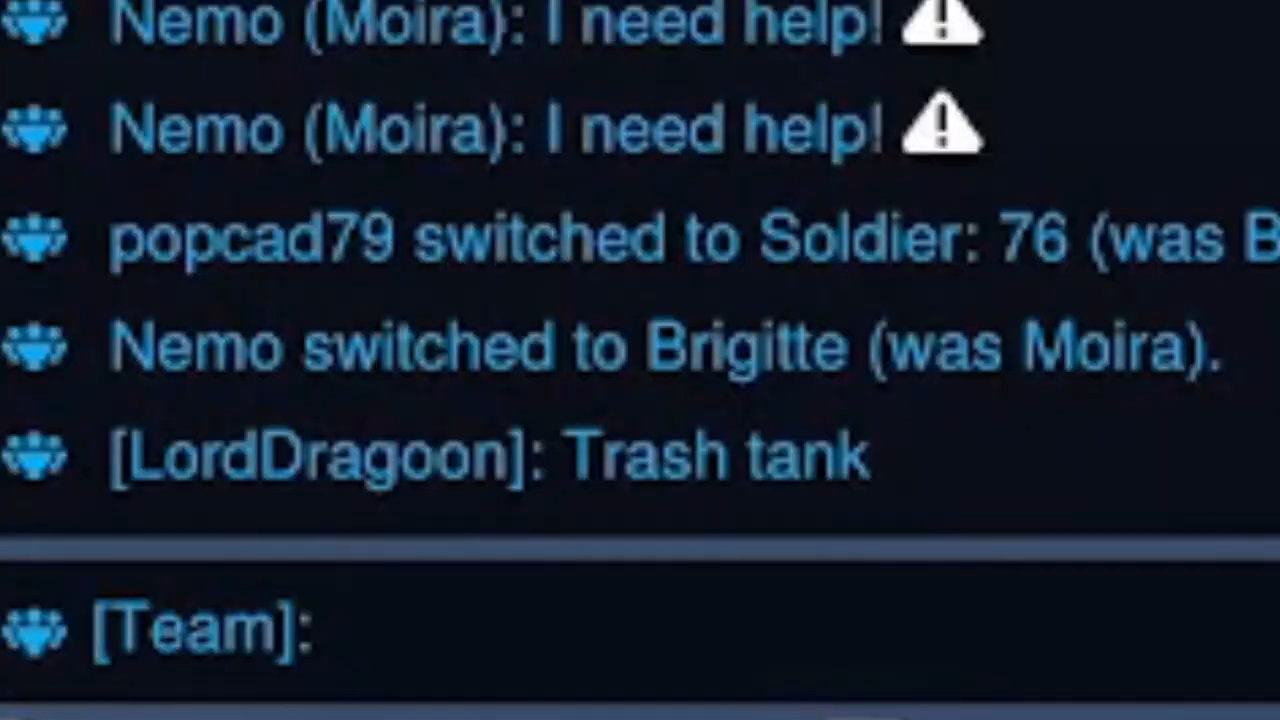 Nemo (Moira): I need help!
Nemo (Moira): I need help!
popcad79 switched to Soldier: 76 (was B
Nemo switched to Brigitte (was Moira).
[LordDragoon]: Trash tank
[Team]: